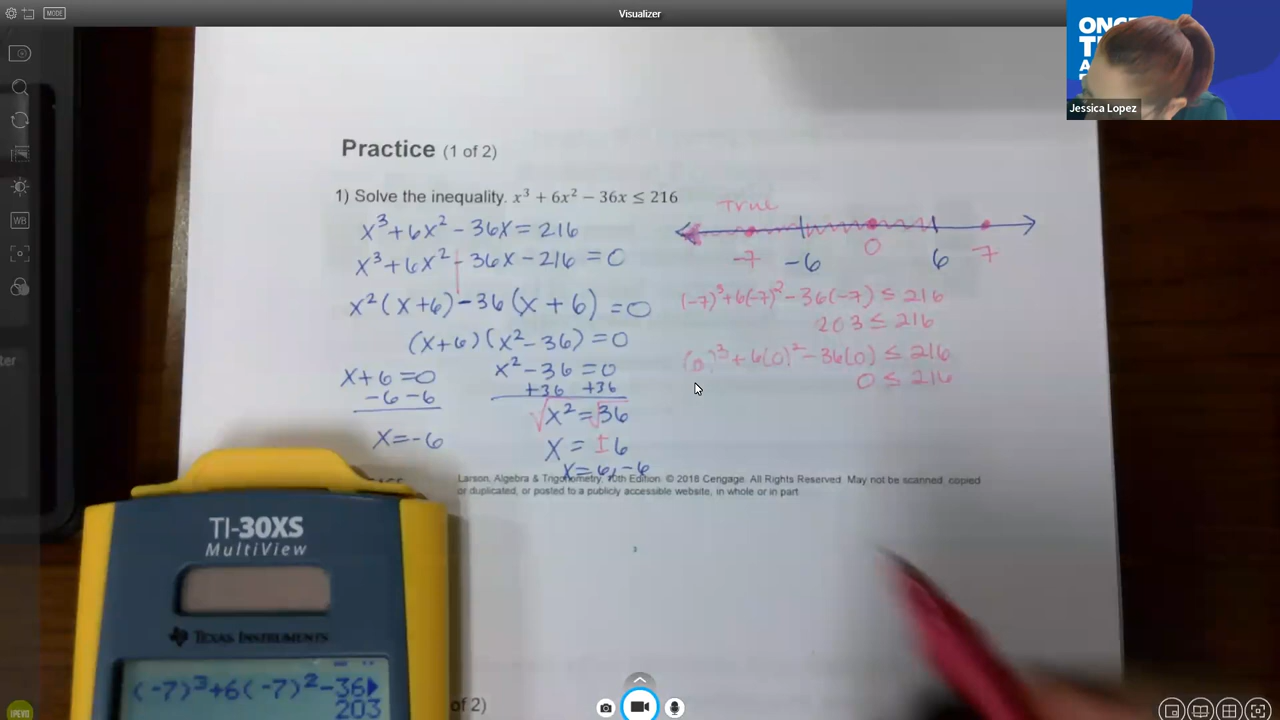 MODE
Visualizer
WB
Jessica Lopez
Practice (1 of 2)
1) Solve the inequality. x³ + 6x² − 36x ≤ 216
x³+6x² - 36x = 216
x³+6x² - 36x - 216 = 0
x²(x+6) - 36(x+6) = 0
(x+6)(x²-36) = 0
x+6 = 0
-6 -6
x = -6
x² - 36 = 0
+36 +36
√x² = √36
x = ±6
x = 6, -6
True
-7 -6 0 6 7
(-7)³+6(-7)² - 36(-7) ≤ 216
203 ≤ 216
(0)³ + 6(0)² - 36(0) ≤ 216
0 ≤ 216
Larson, Algebra & Trigonometry, 10th Edition. © 2018 Cengage. All Rights Reserved. May not be scanned, copied
or duplicated, or posted to a publicly accessible website, in whole or in part
TI-30XS
MultiView
TEXAS INSTRUMENTS
(-7)³+6(-7)²-36
203
of 2)
IPEVO